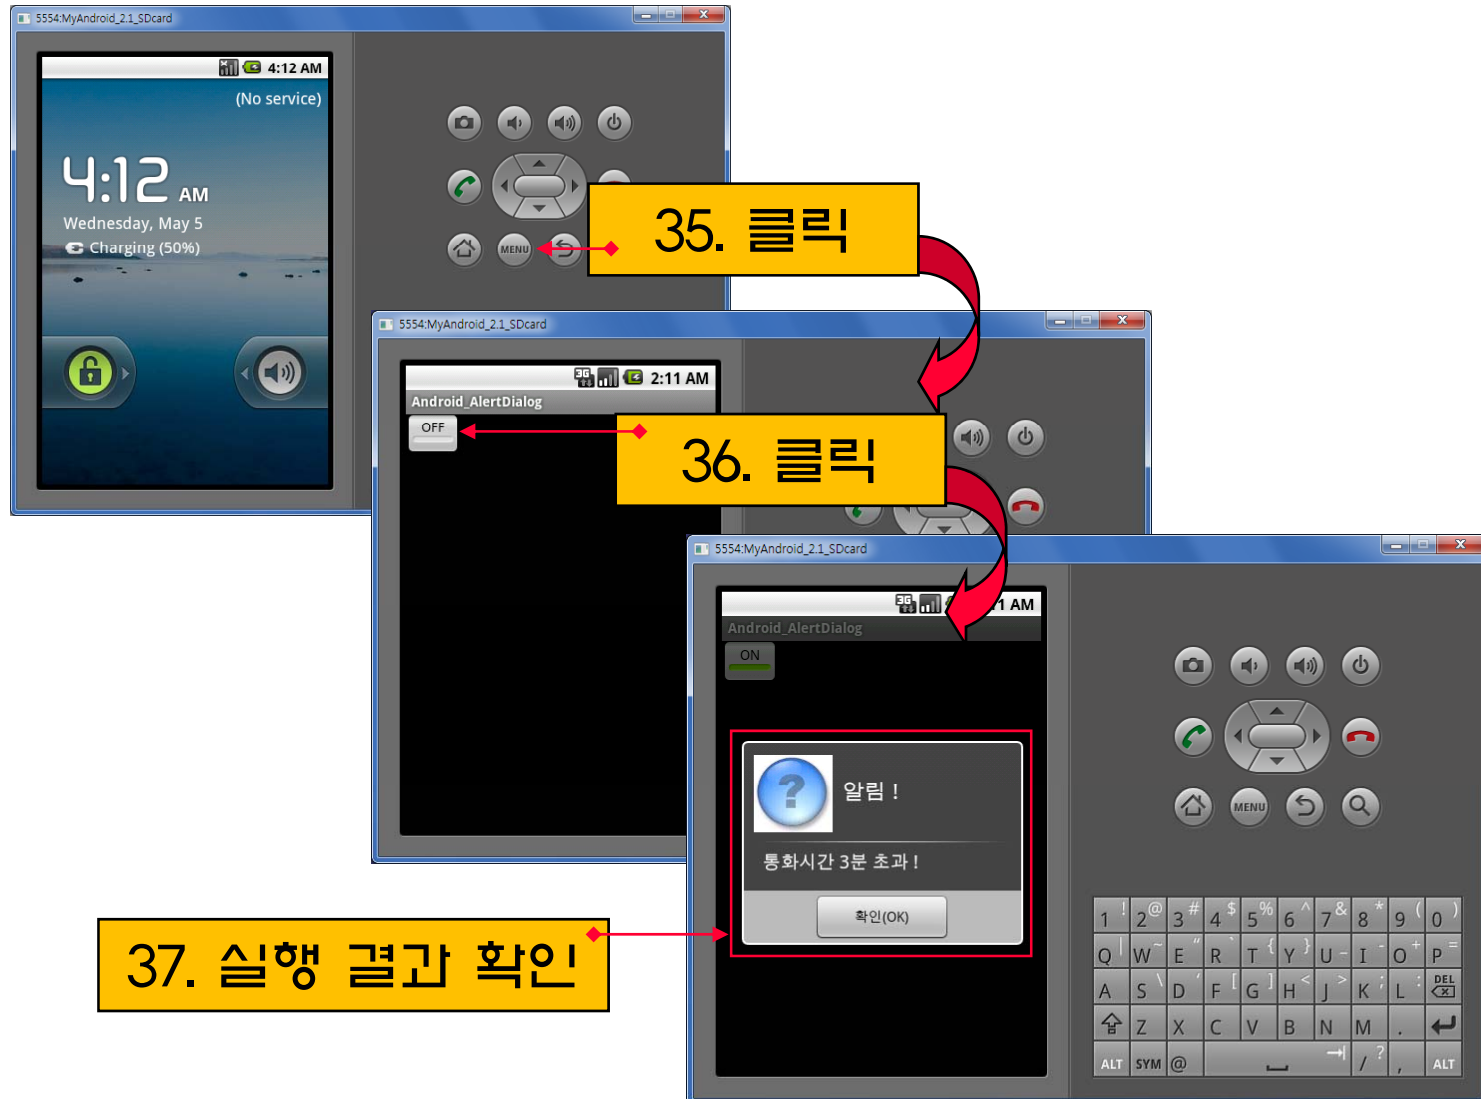 5554:MyAndroid_2.1_SDcard
4:12 AM
(No service)
4:12 AM
Wednesday, May 5
Charging (50%)
MENU
35. 클릭
5554:MyAndroid_2.1_SDcard
3G 2:11 AM
Android_AlertDialog
OFF
36. 클릭
5554:MyAndroid_2.1_SDcard
3G 1 AM
Android_AlertDialog
ON
? 알림 !
통화시간 3분 초과 !
확인(OK)
MENU
37. 실행 결과 확인
1 ! 2 @ 3 # 4 $ 5 % 6 ^ 7 & 8 * 9 ( 0 )
Q | W ~ E “ R ` T { Y } U _ I - O + P =
A S \ D ‘ F [ G ] H < J > K ; L : DEL
Z X C V B N M .
ALT SYM @ / ? , ALT